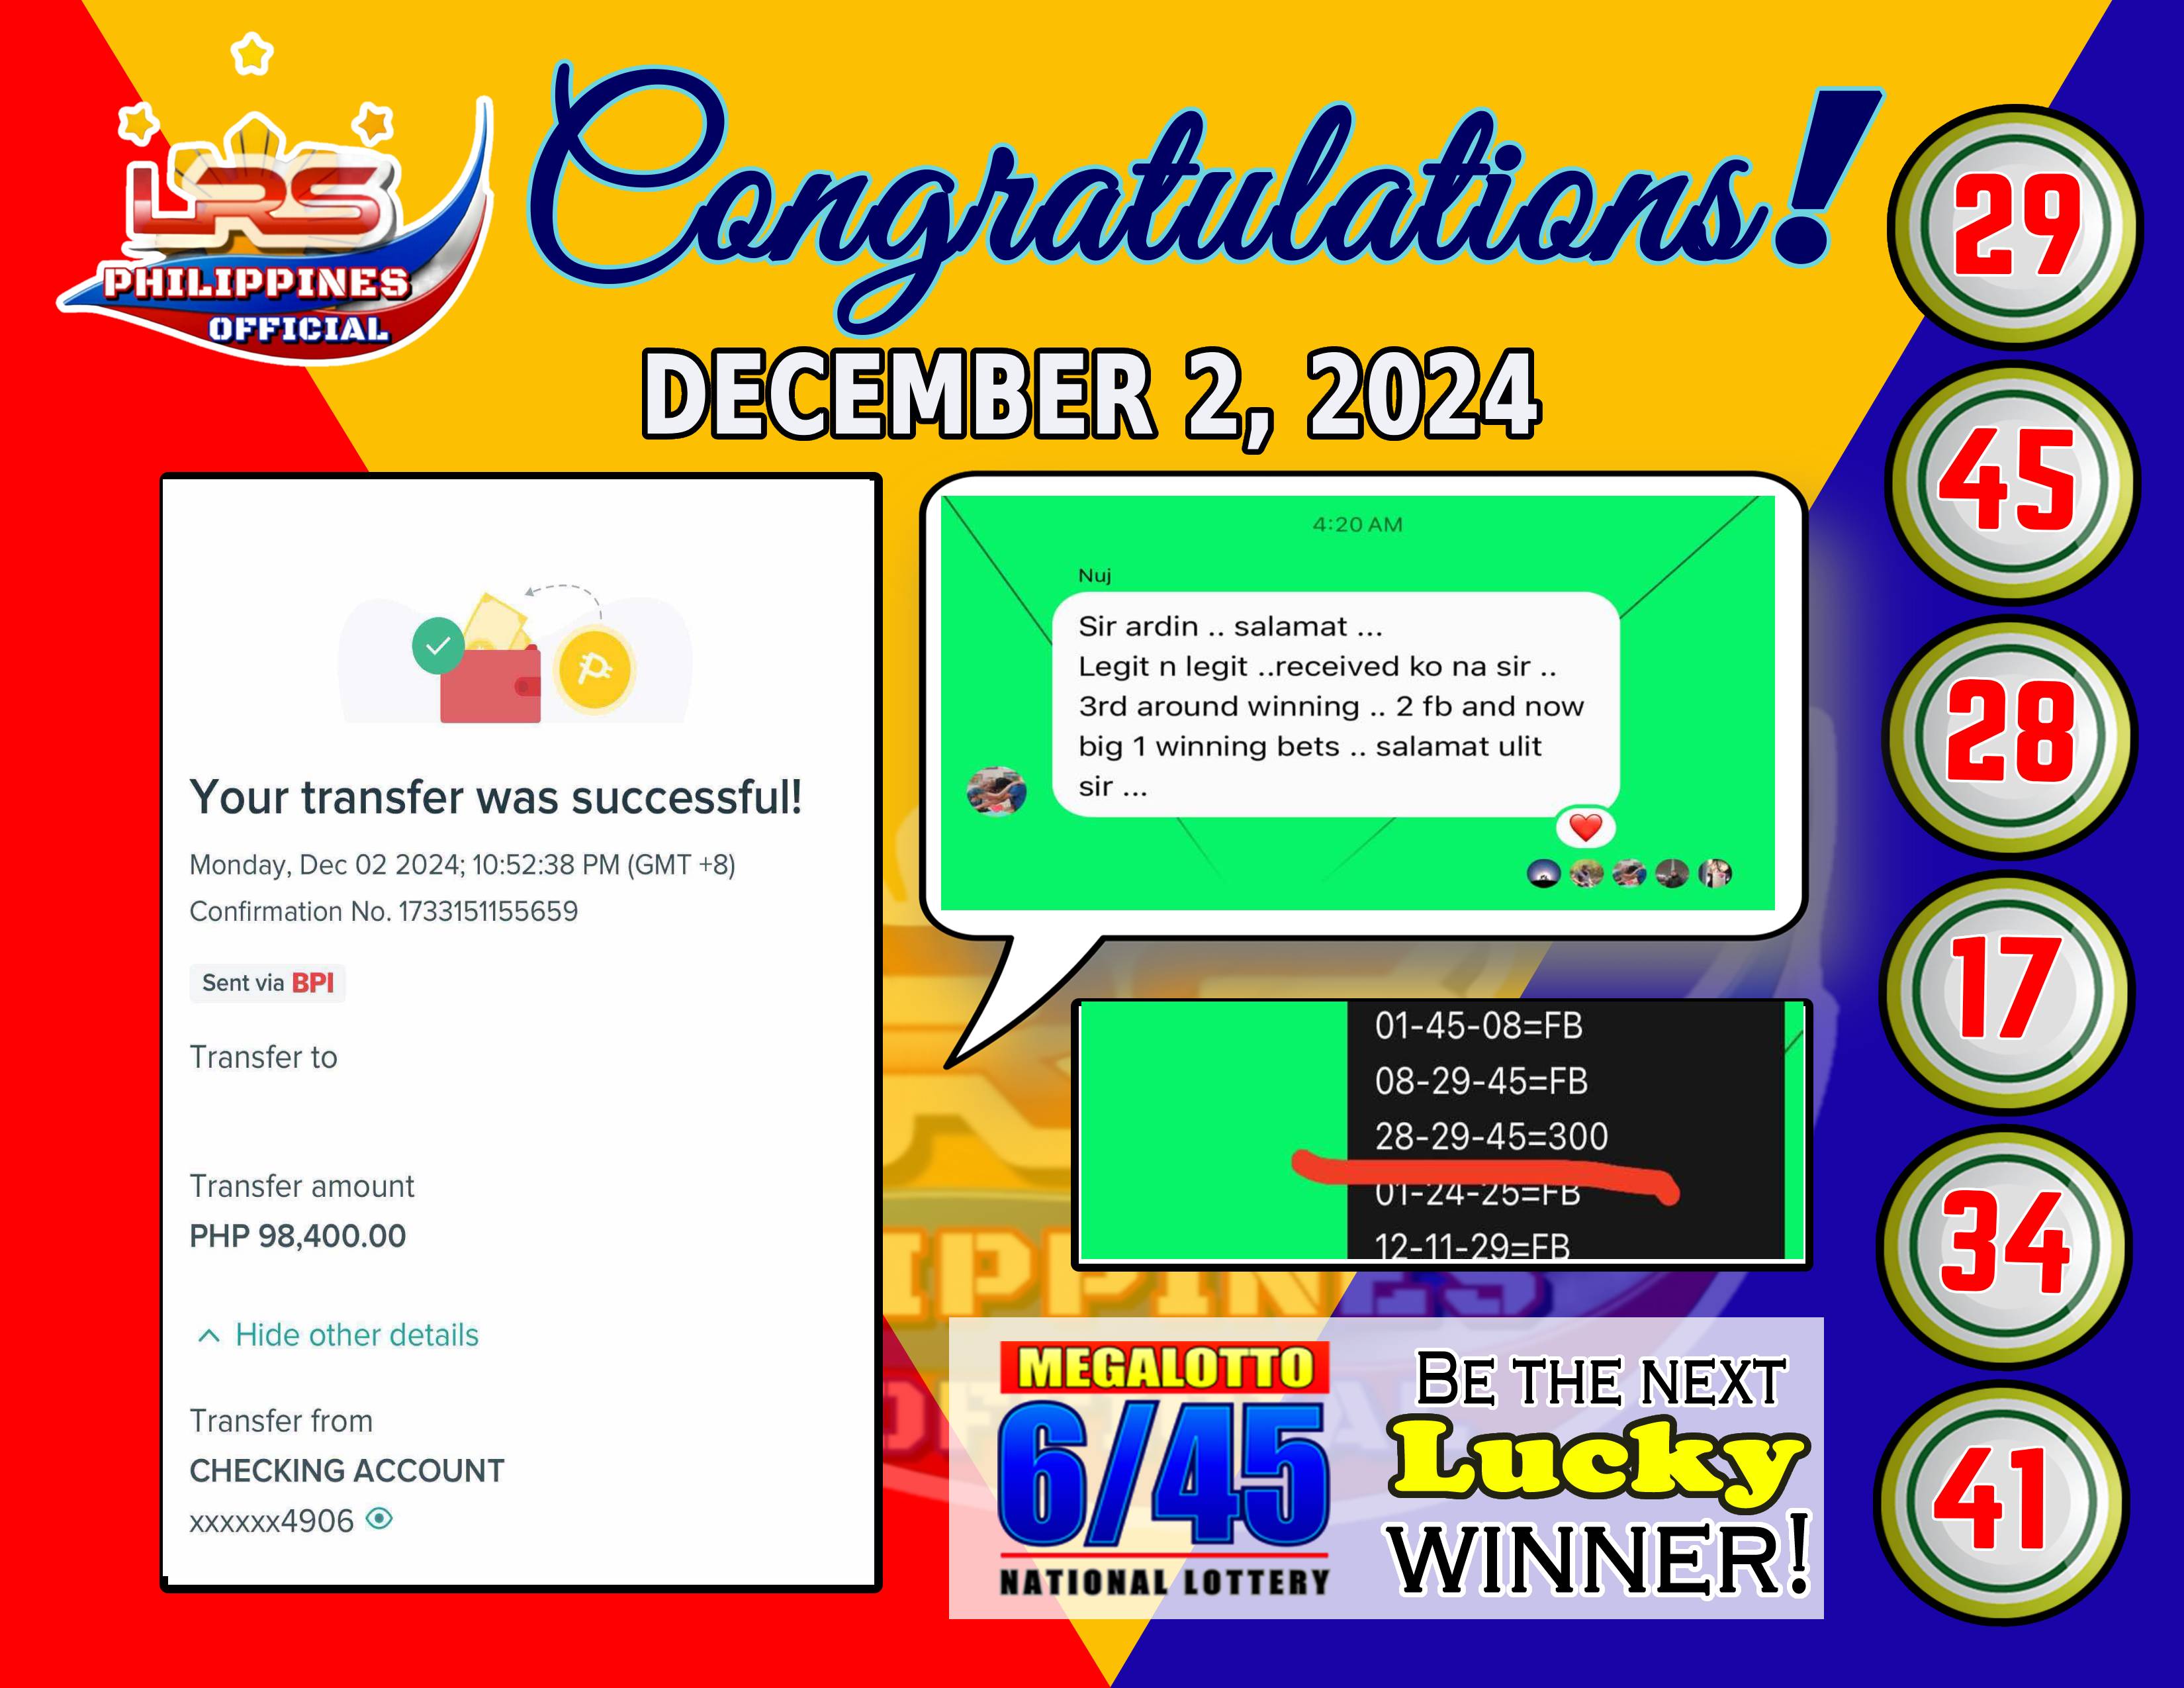 LRS
PHILIPPINES
OFFICIAL
Congratulations!
DECEMBER 2, 2024
Your transfer was successful!
Monday, Dec 02 2024; 10:52:38 PM (GMT +8)
Confirmation No. 1733151155659
Sent via BPI
Transfer to
Transfer amount
PHP 98,400.00
Hide other details
Transfer from
CHECKING ACCOUNT
xxxxxx4906
4:20 AM
Nuj
Sir ardin .. salamat ...
Legit n legit ..received ko na sir ..
3rd around winning .. 2 fb and now
big 1 winning bets .. salamat ulit
sir ...
01-45-08=FB
08-29-45=FB
28-29-45=300
01-24-25=FB
12-11-29=FB
MEGALOTTO
6/45
NATIONAL LOTTERY
BE THE NEXT
Lucky
WINNER!
29
45
28
17
34
41